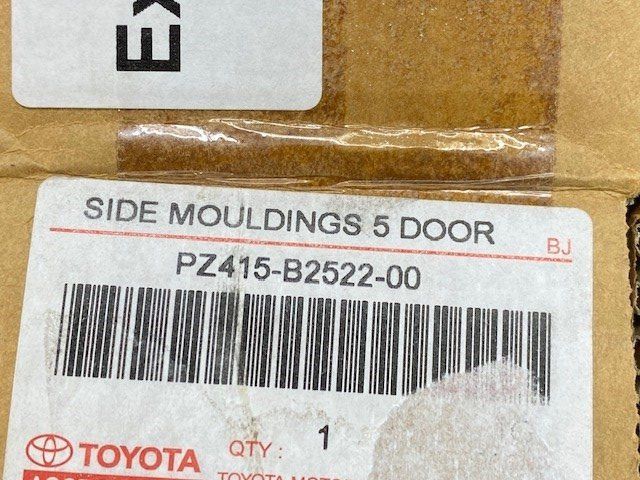 Ex
SIDE MOULDINGS 5 DOOR
BJ
PZ415-B2522-00
TOYOTA
QTY : 1